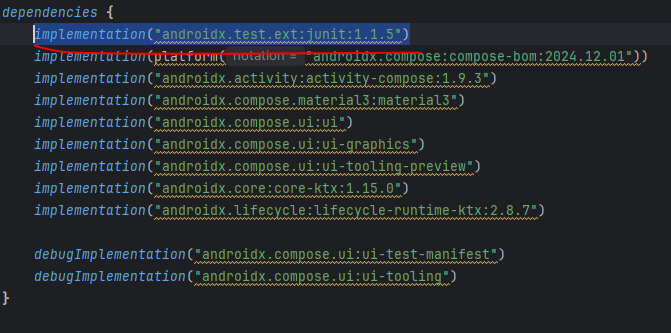 dependencies {
implementation("androidx.test.ext:junit:1.1.5")
implementation(platform( notation = "androidx.compose:compose-bom:2024.12.01"))
implementation("androidx.activity:activity-compose:1.9.3")
implementation("androidx.compose.material3:material3")
implementation("androidx.compose.ui:ui")
implementation("androidx.compose.ui:ui-graphics")
implementation("androidx.compose.ui:ui-tooling-preview")
implementation("androidx.core:core-ktx:1.15.0")
implementation("androidx.lifecycle:lifecycle-runtime-ktx:2.8.7")
debugImplementation("androidx.compose.ui:ui-test-manifest")
debugImplementation("androidx.compose.ui:ui-tooling")
}